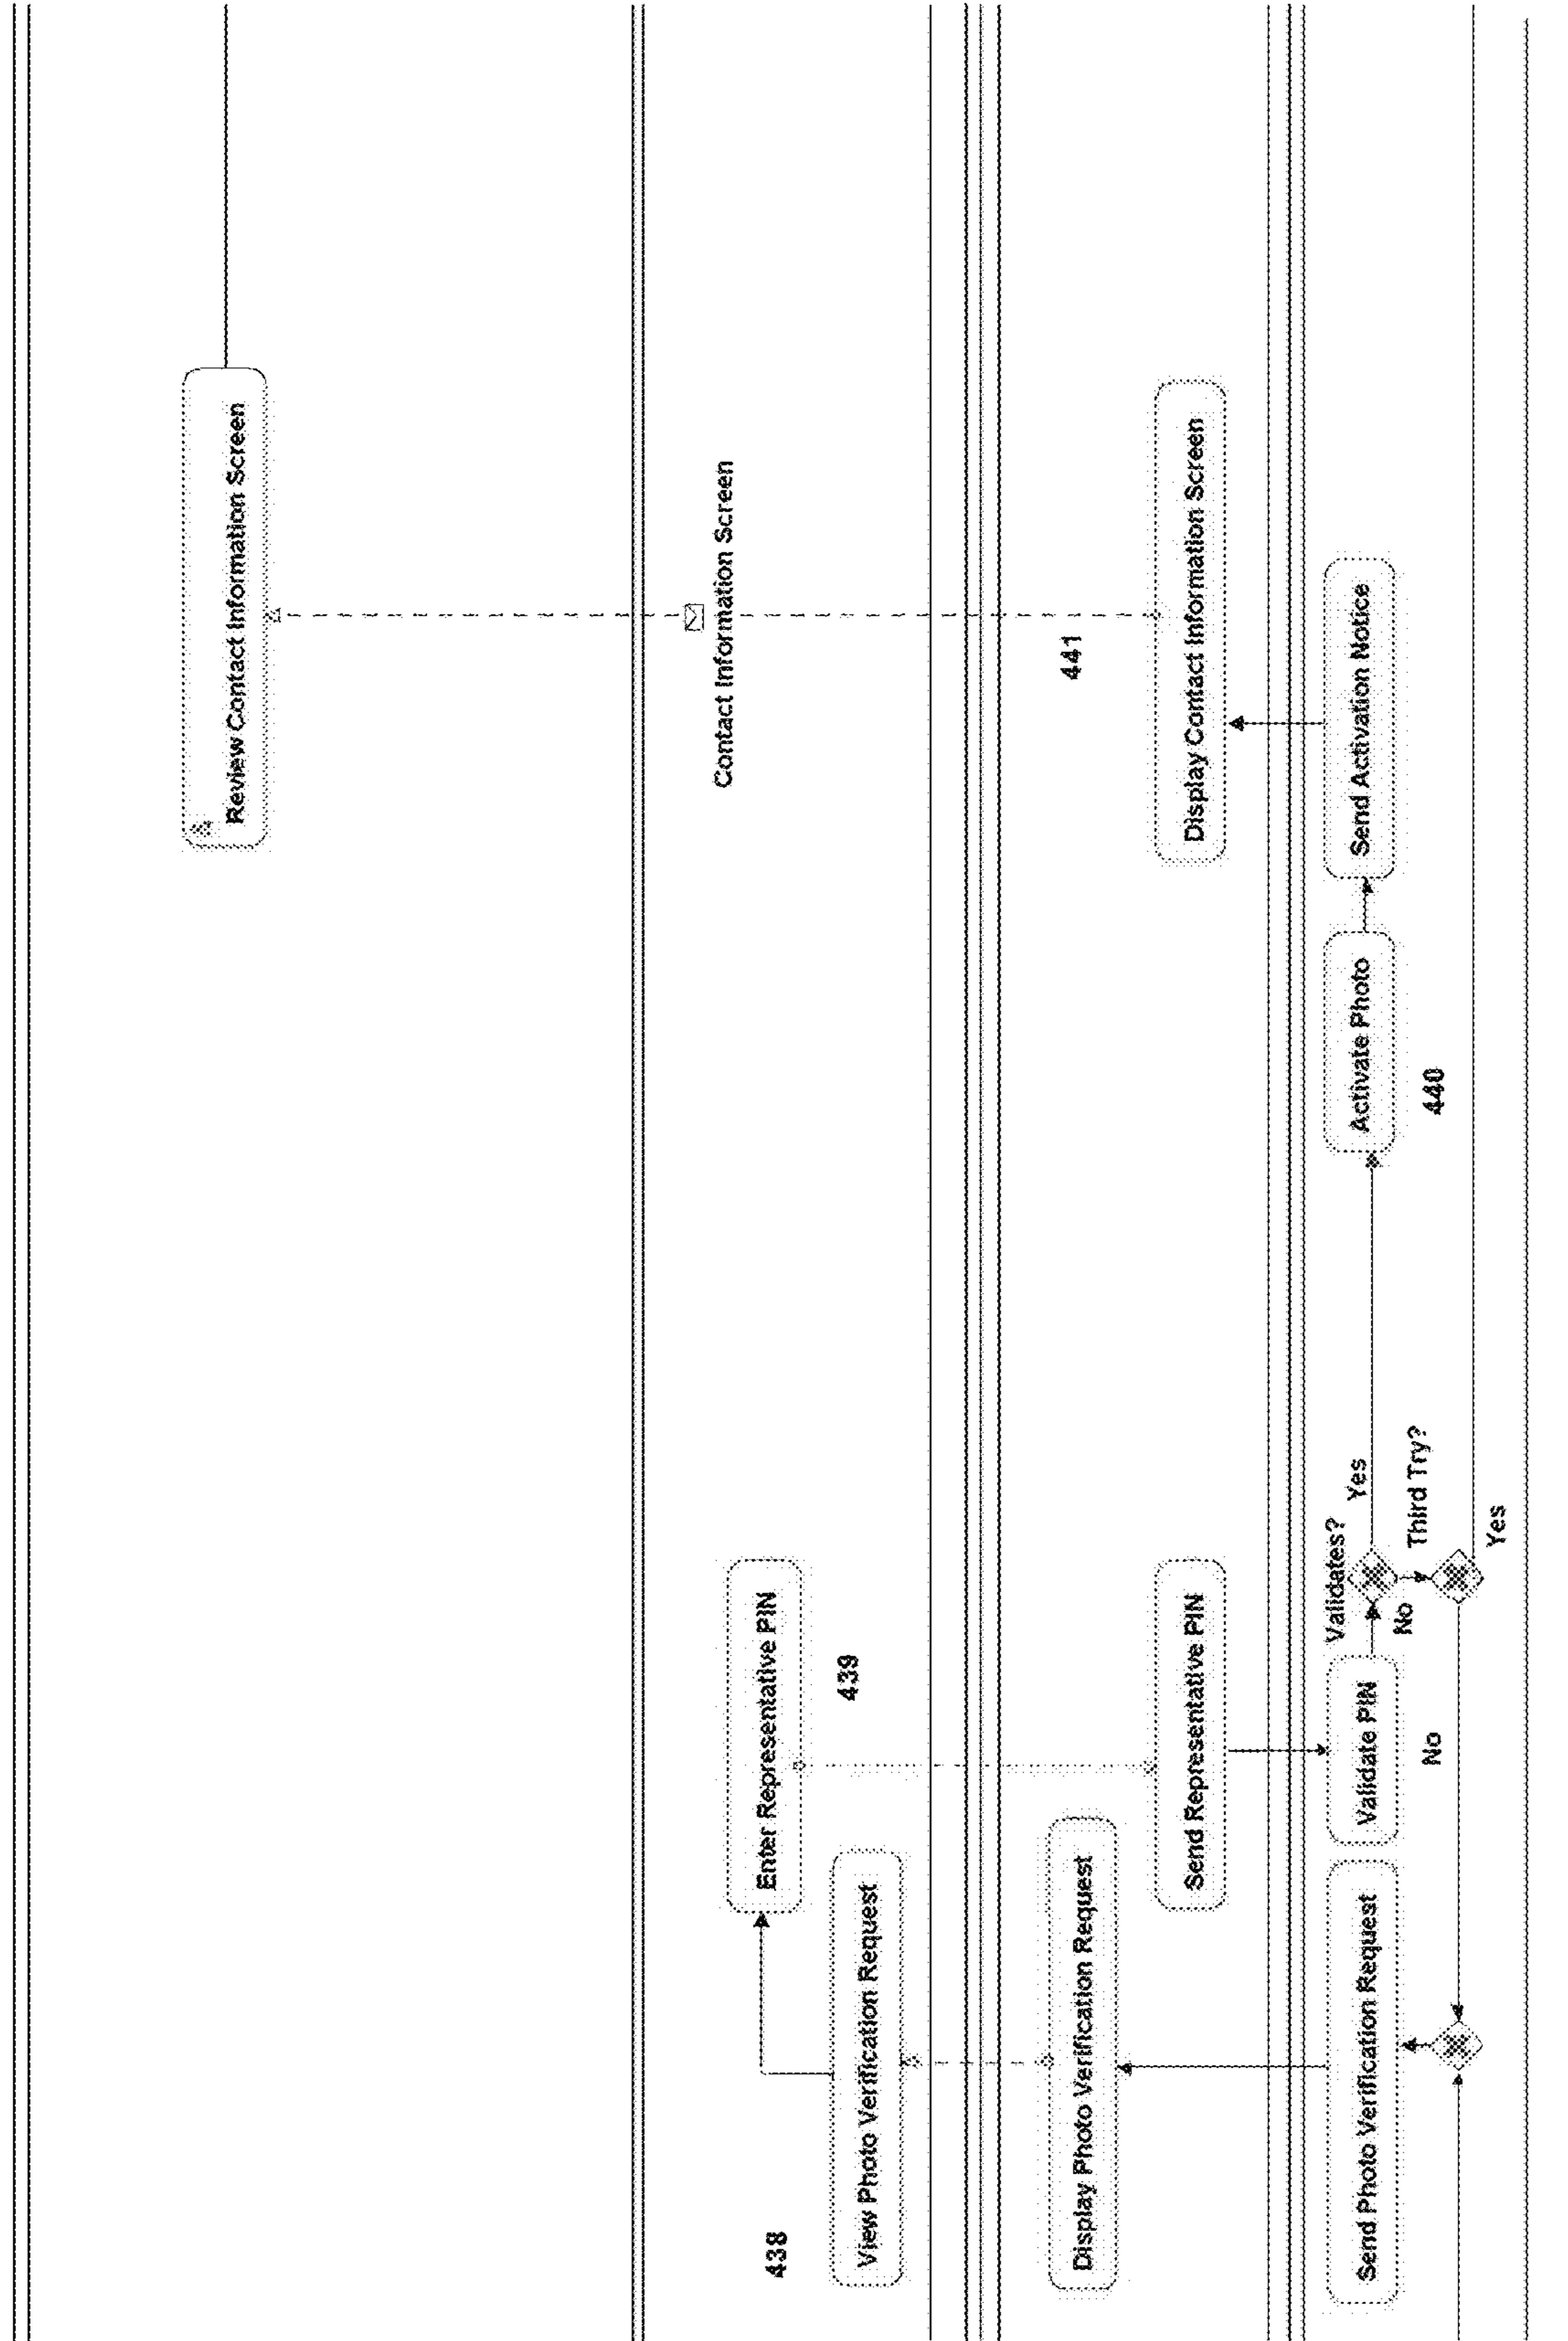 Review Contact Information Screen
Contact Information Screen
Enter Representative PIN
439
438
View Photo Verification Request
441
Display Photo Verification Request
Send Representative PIN
Display Contact Information Screen
Validates?
Yes
Send Photo Verification Request
Validate PIN
Activate Photo
Send Activation Notice
No
Third Try?
440
No
Yes